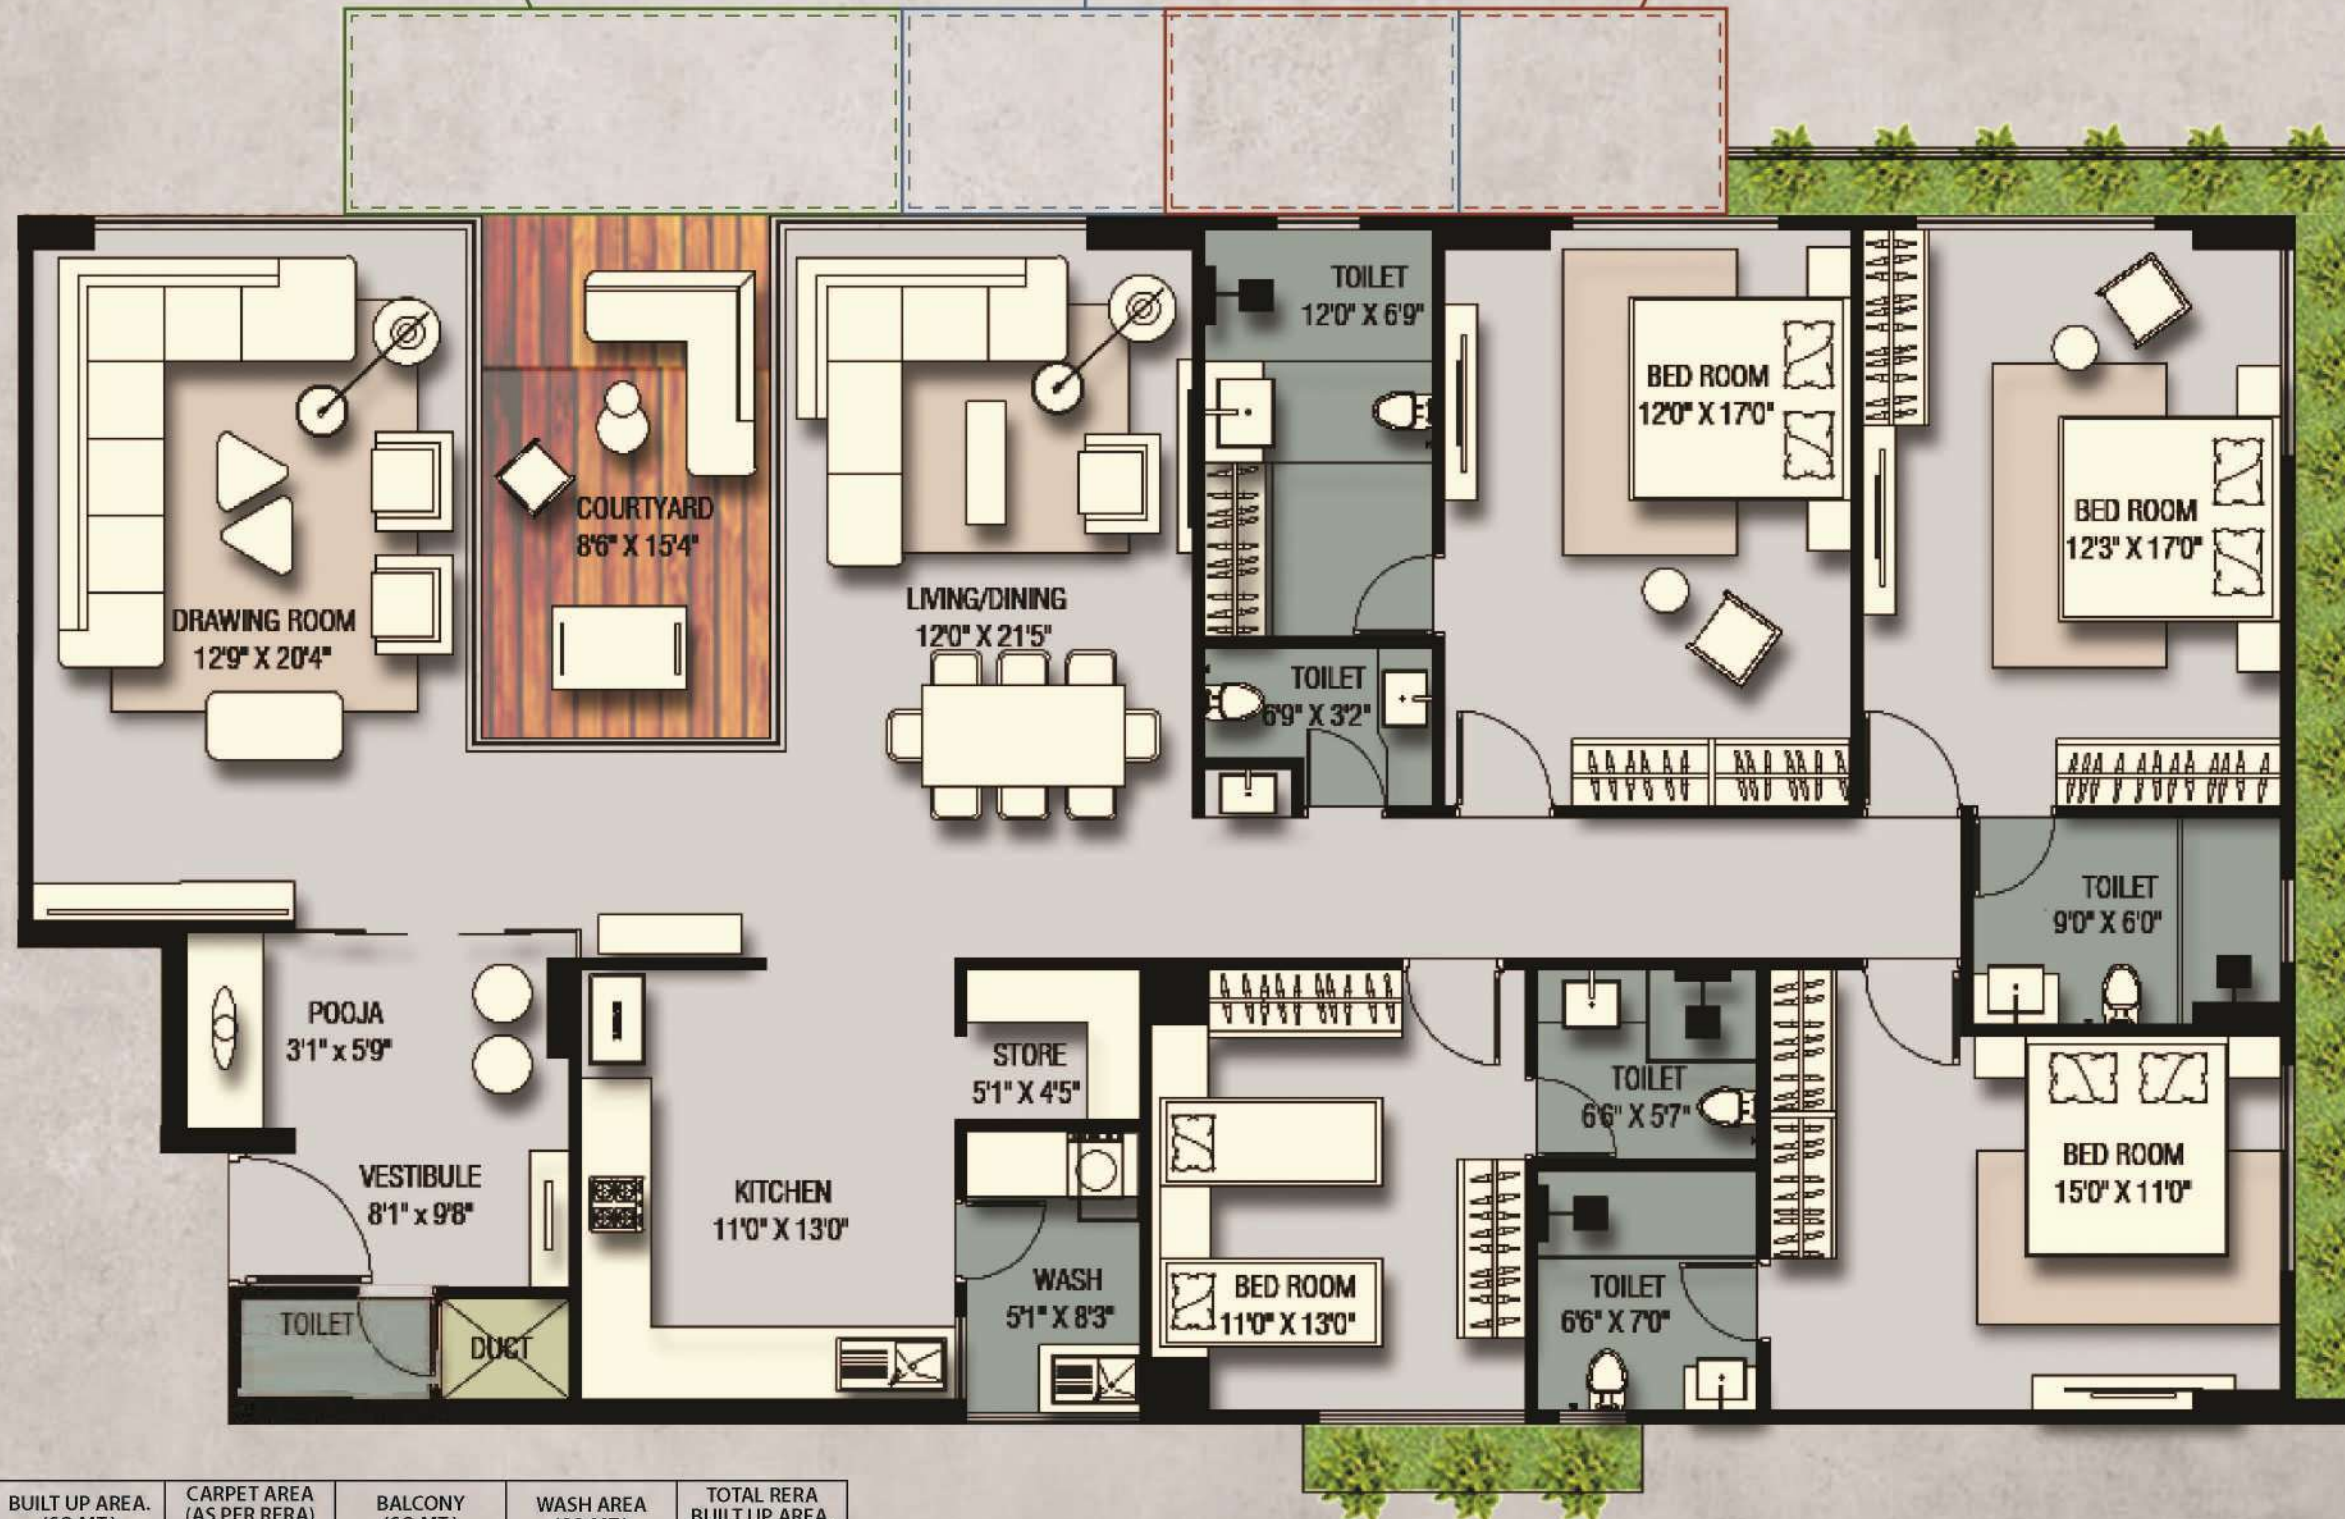 TOILET
12'0" X 6'9"
BED ROOM
12'0" X 17'0"
BED ROOM
12'3" X 17'0"
COURTYARD
8'6" X 15'4"
DRAWING ROOM
12'9" X 20'4"
LIVING/DINING
12'0" X 21'5"
TOILET
6'9" X 3'2"
TOILET
9'0" X 6'0"
POOJA
3'1" x 5'9"
STORE
5'1" X 4'5"
TOILET
6'6" X 5'7"
BED ROOM
15'0" X 11'0"
VESTIBULE
8'1" x 9'8"
KITCHEN
11'0" X 13'0"
WASH
5'1" X 8'3"
BED ROOM
11'0" X 13'0"
TOILET
6'6" X 7'0"
TOILET
DUCT
BUILT UP AREA.
CARPET AREA
(AS PER RERA)
BALCONY
WASH AREA
TOTAL RERA
BUILT UP AREA